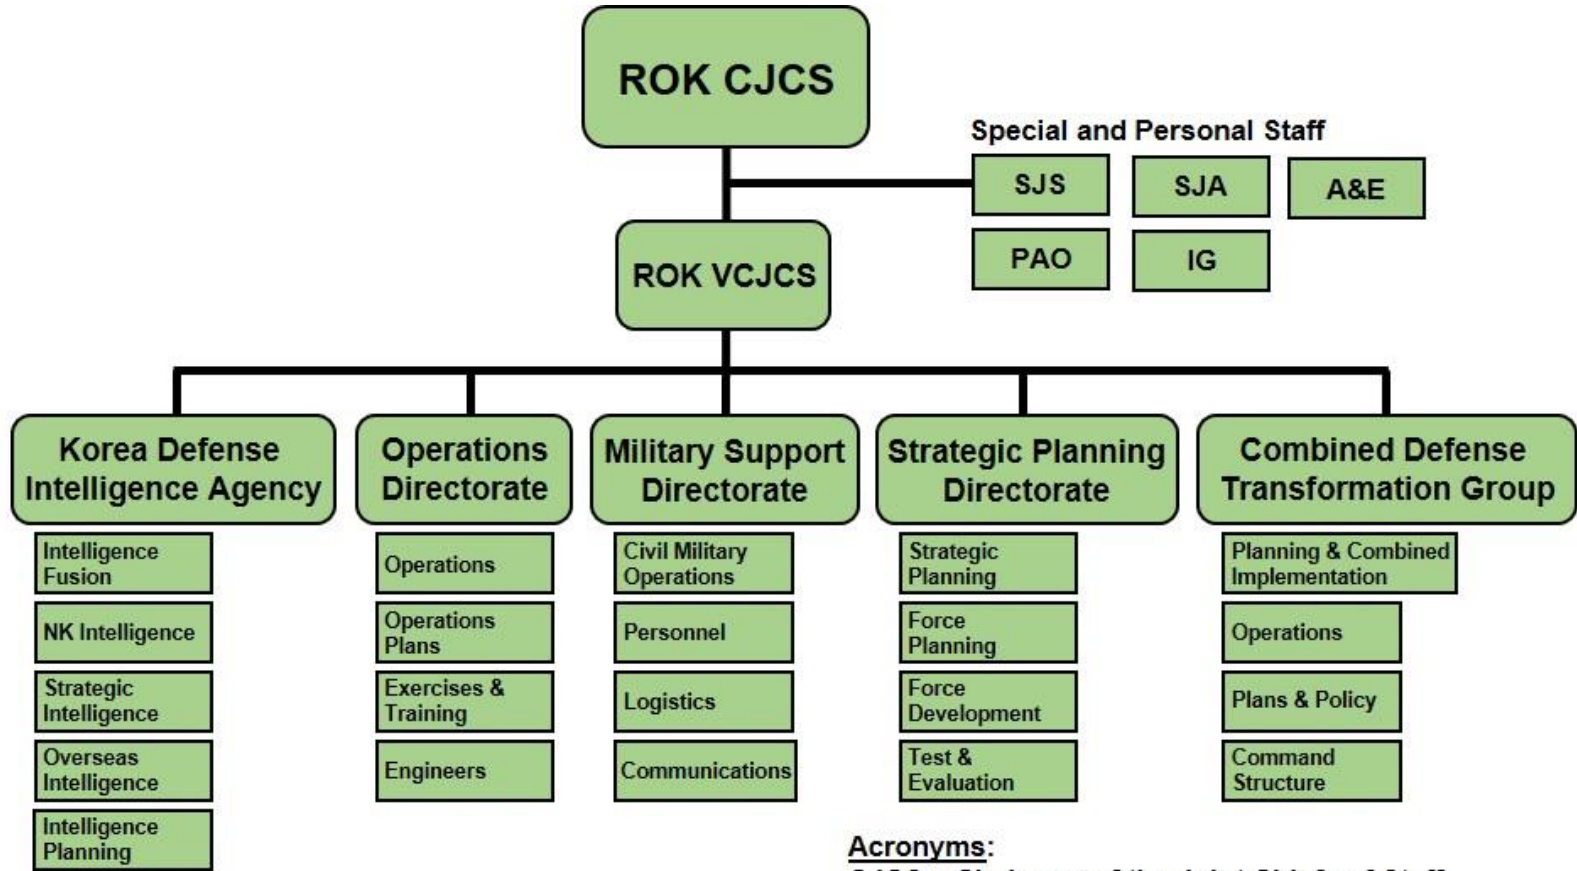 ROK CJCS
Special and Personal Staff
SJS
SJA
A&E
PAO
IG
ROK VCJCS
Korea Defense
Intelligence Agency
Intelligence
Fusion
NK Intelligence
Strategic
Intelligence
Overseas
Intelligence
Intelligence
Planning
Operations
Directorate
Operations
Operations
Plans
Exercises &
Training
Engineers
Military Support
Directorate
Civil Military
Operations
Personnel
Logistics
Communications
Strategic Planning
Directorate
Strategic
Planning
Force
Planning
Force
Development
Test &
Evaluation
Combined Defense
Transformation Group
Planning & Combined
Implementation
Operations
Plans & Policy
Command
Structure
Acronyms: